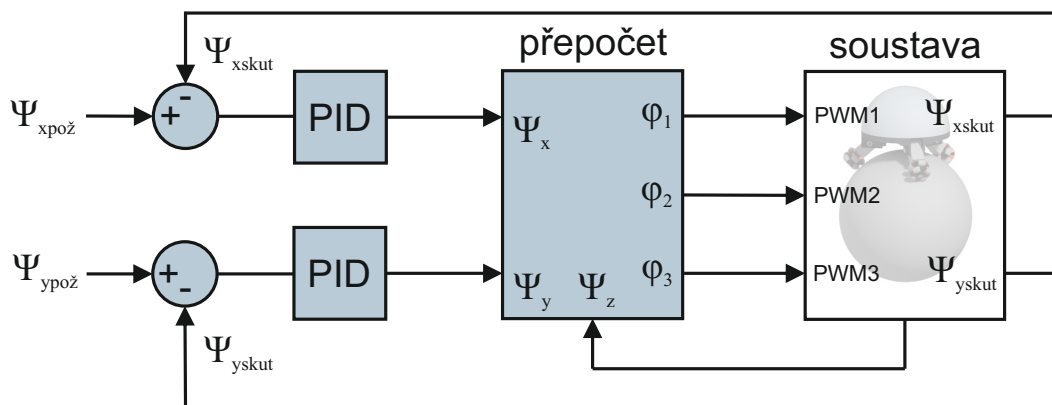 Ψxskut
přepočet
soustava
Ψxpož
+
-
PID
Ψx
φ1
PWM1
Ψxskut
φ2
PWM2
Ψypož
+
-
PID
Ψy
Ψz
φ3
PWM3
Ψyskut
Ψyskut